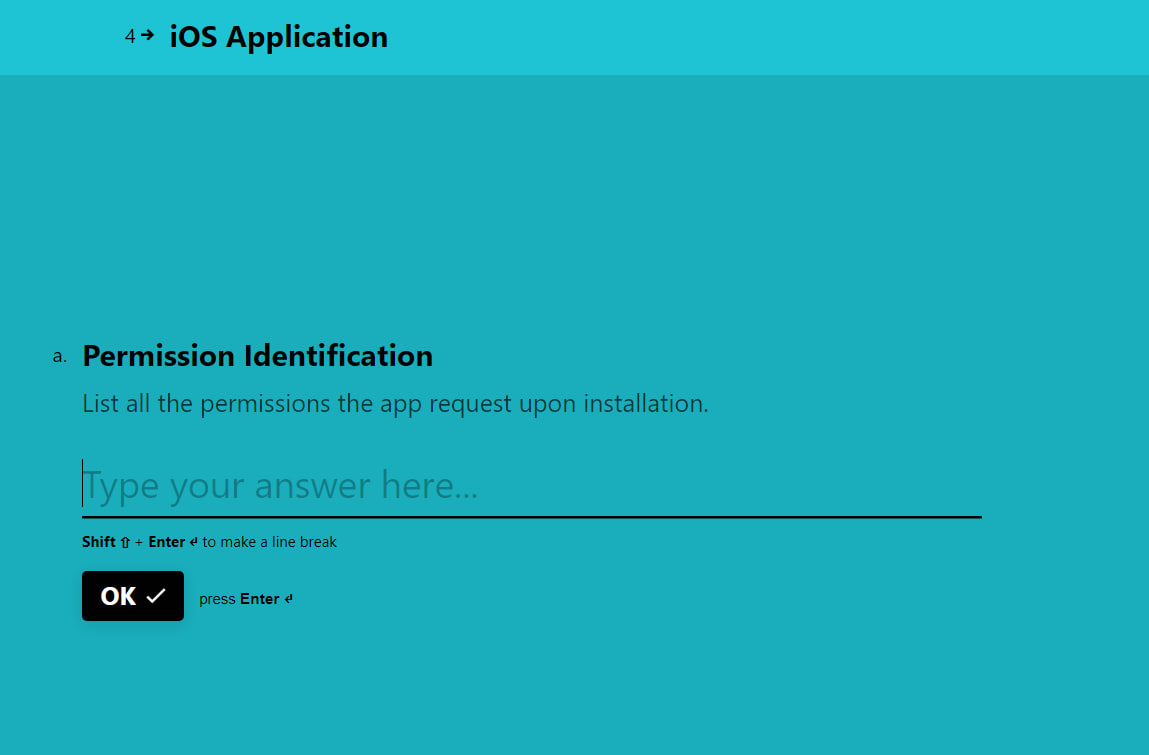 4 → iOS Application
a. Permission Identification
List all the permissions the app request upon installation.
Type your answer here...
Shift ⇧ + Enter ↵ to make a line break
OK ✓ press Enter ↵